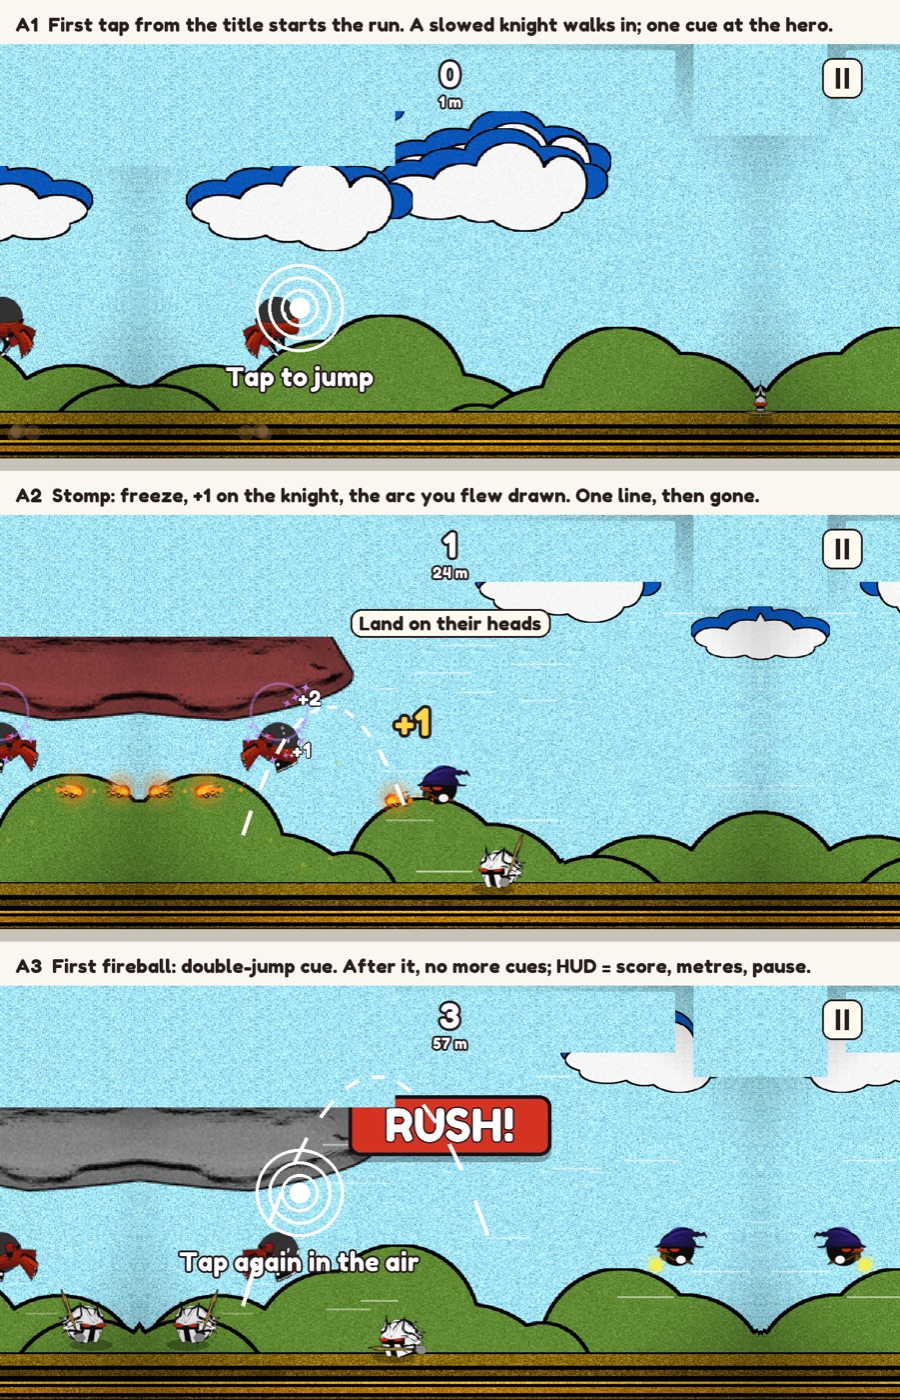 A1 First tap from the title starts the run. A slowed knight walks in; one cue at the hero.
0
1m
Tap to jump
A2 Stomp: freeze, +1 on the knight, the arc you flew drawn. One line, then gone.
1
24m
Land on their heads
+2
+1
+1
A3 First fireball: double-jump cue. After it, no more cues; HUD = score, metres, pause.
3
57m
RUSH!
Tap again in the air